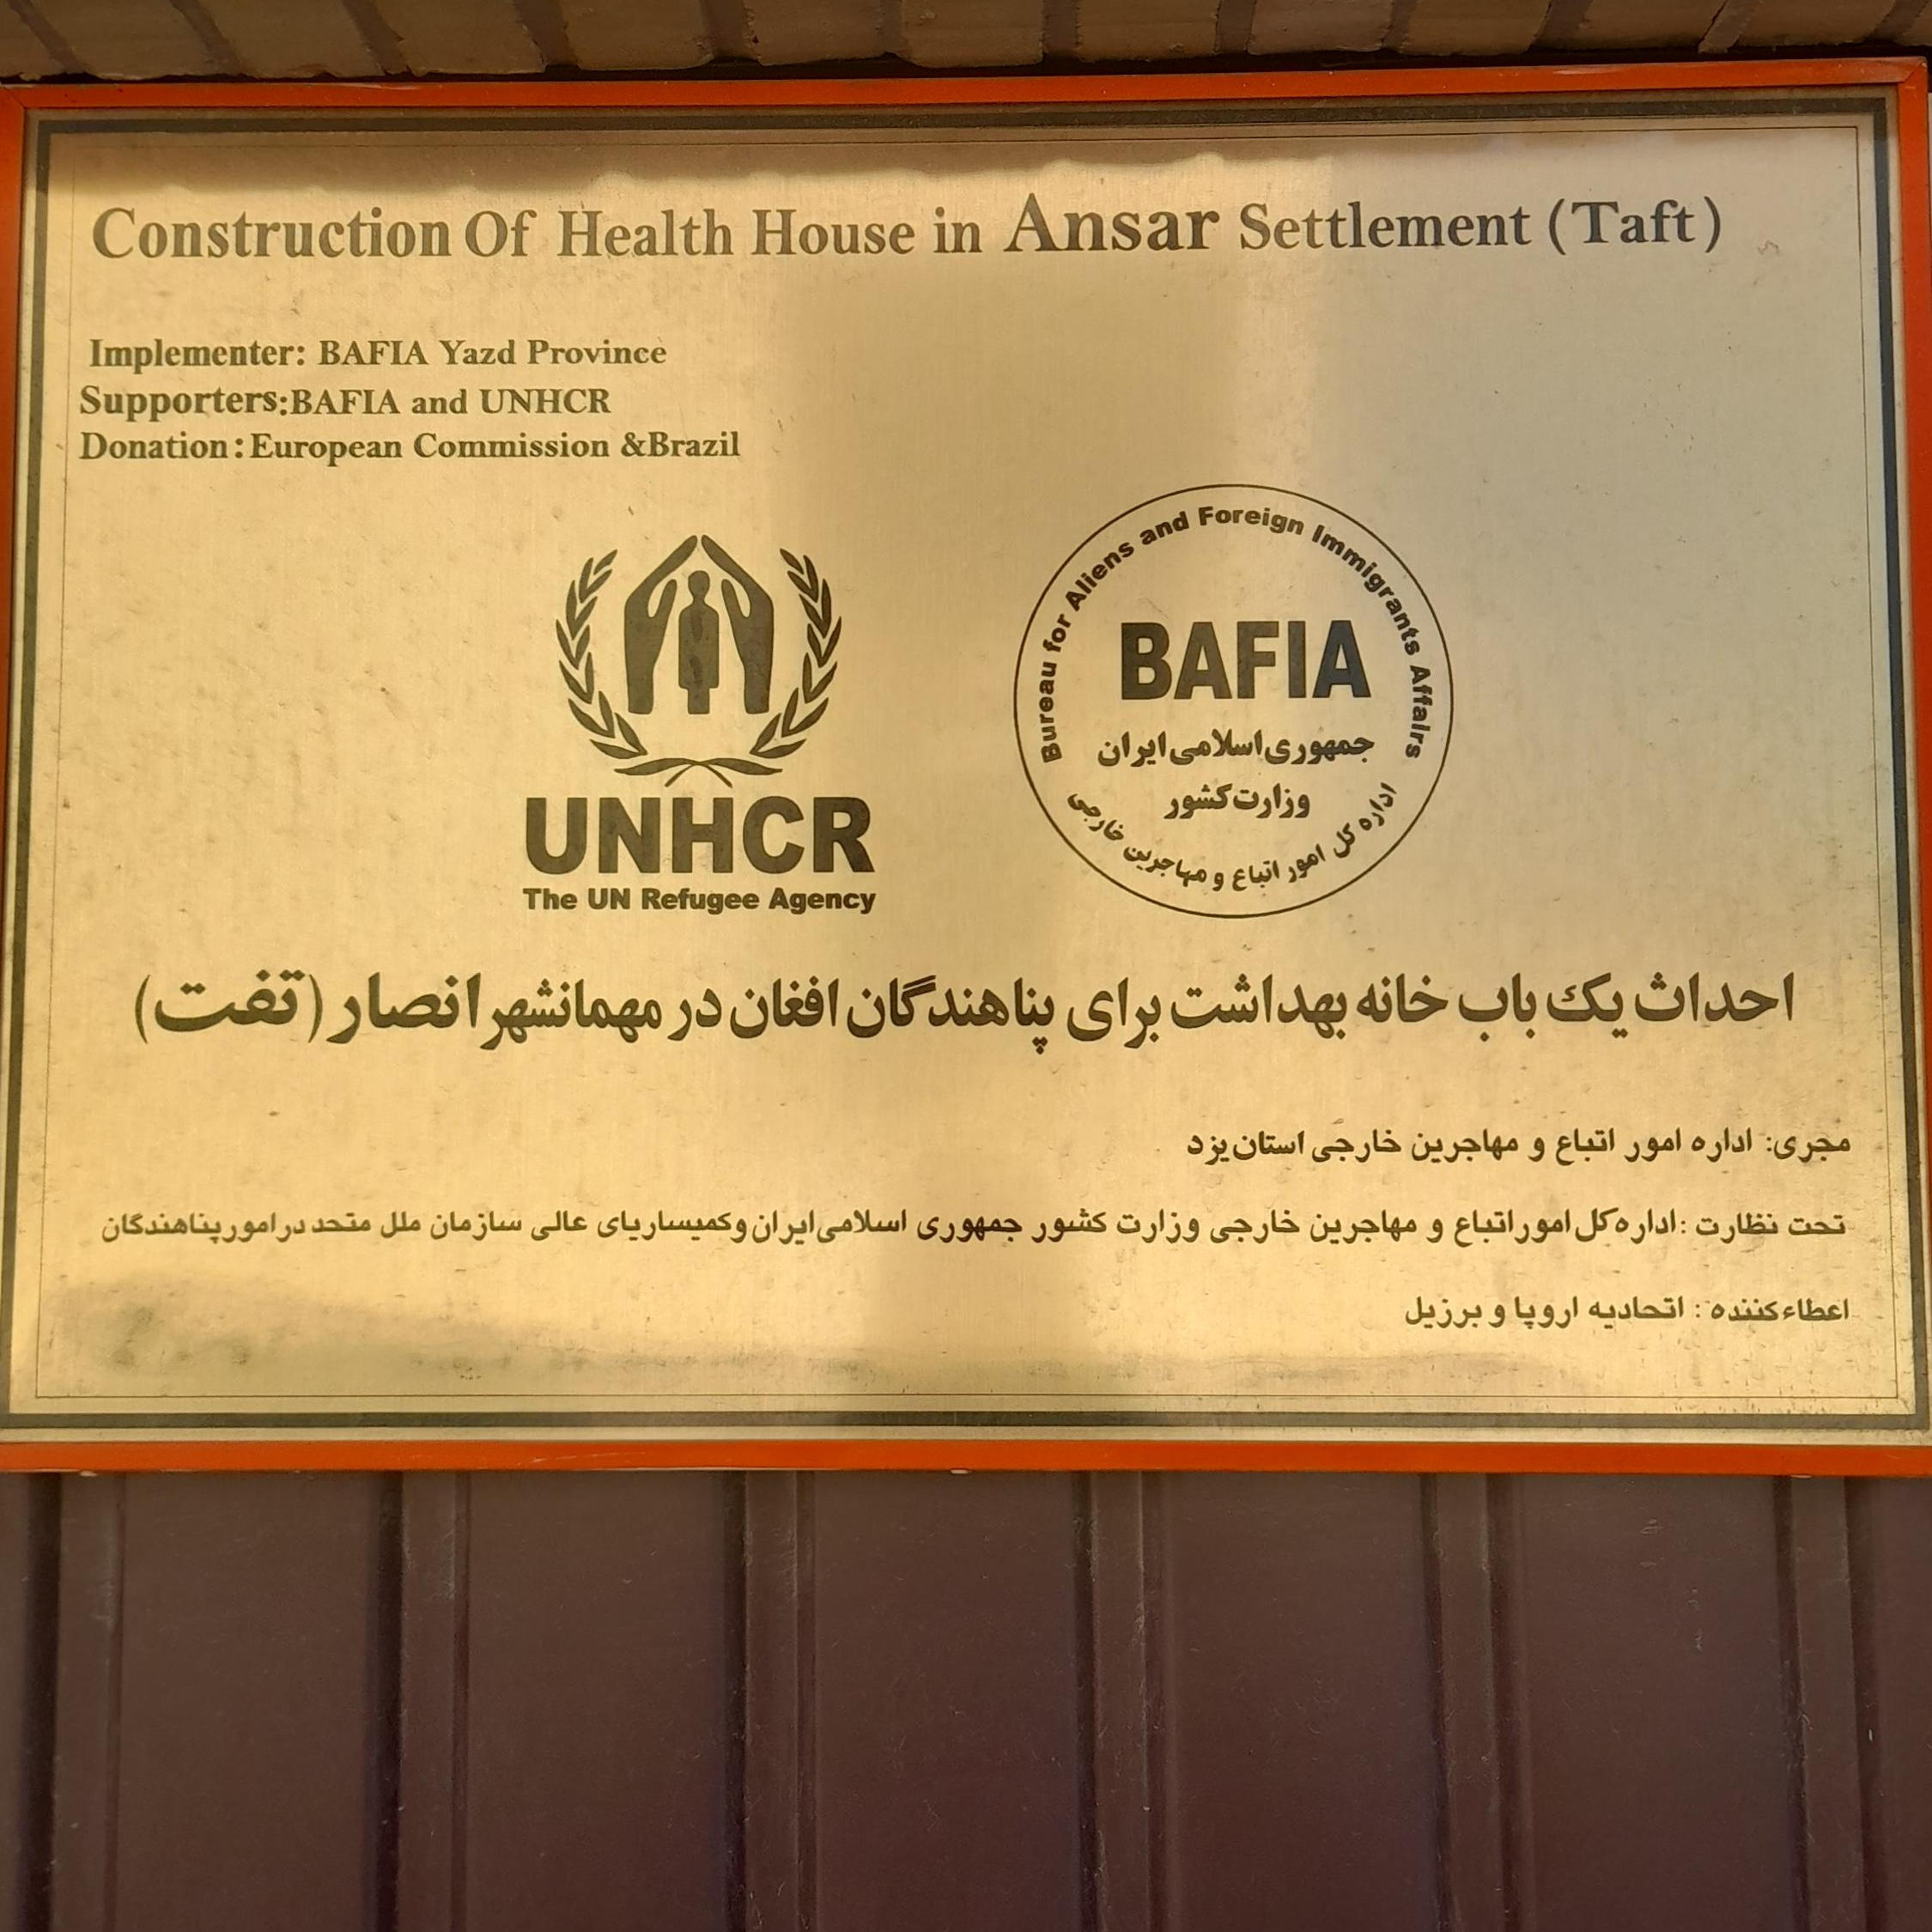 Construction Of Health House in Ansar Settlement (Taft)
Implementer: BAFIA Yazd Province
Supporters:BAFIA and UNHCR
Donation:European Commission &Brazil
UNHCR
The UN Refugee Agency
Bureau for Aliens and Foreign Immigrants Affairs
BAFIA
جمهوری اسلامی ایران
وزارت کشور
اداره کل امور اتباع و مهاجرین خارجی
احداث یک باب خانه بهداشت برای پناهندگان افغان در مهمانشهر انصار (تفت)
مجری: اداره امور اتباع و مهاجرین خارجی استان یزد
تحت نظارت :اداره کل امور اتباع و مهاجرین خارجی وزارت کشور جمهوری اسلامی ایران وکمیساریای عالی سازمان ملل متحد در امور پناهندگان
اعطاء کننده : اتحادیه اروپا و برزیل